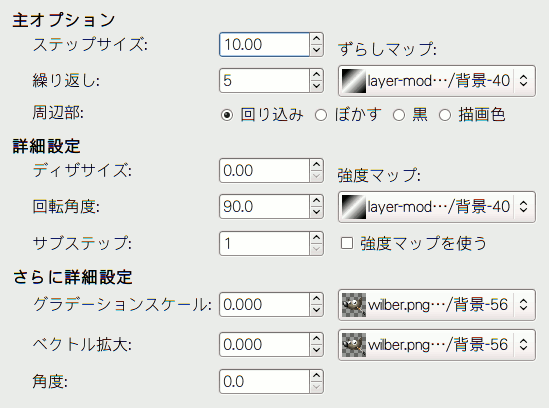 主オプション
ステップサイズ: 10.00 ずらしマップ:
繰り返し: 5 layer-mod…/背景-40
周辺部: 回り込み ぼかす 黒 描画色
詳細設定
ディザサイズ: 0.00 強度マップ:
回転角度: 90.0 layer-mod…/背景-40
サブステップ: 1 強度マップを使う
さらに詳細設定
グラデーションスケール: 0.000 wilber.png…/背景-56
ベクトル拡大: 0.000 wilber.png…/背景-56
角度: 0.0